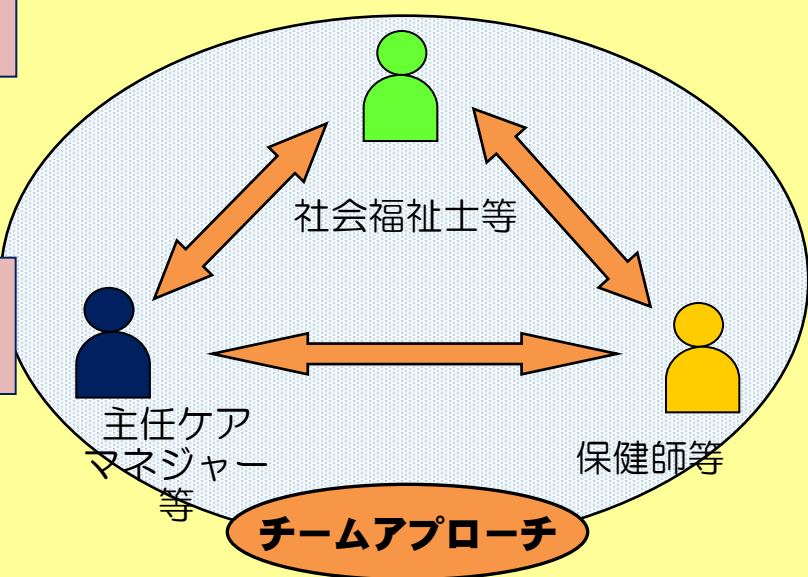 社会福祉士等
主任ケア
マネジャー
等
保健師等
チームアプローチ